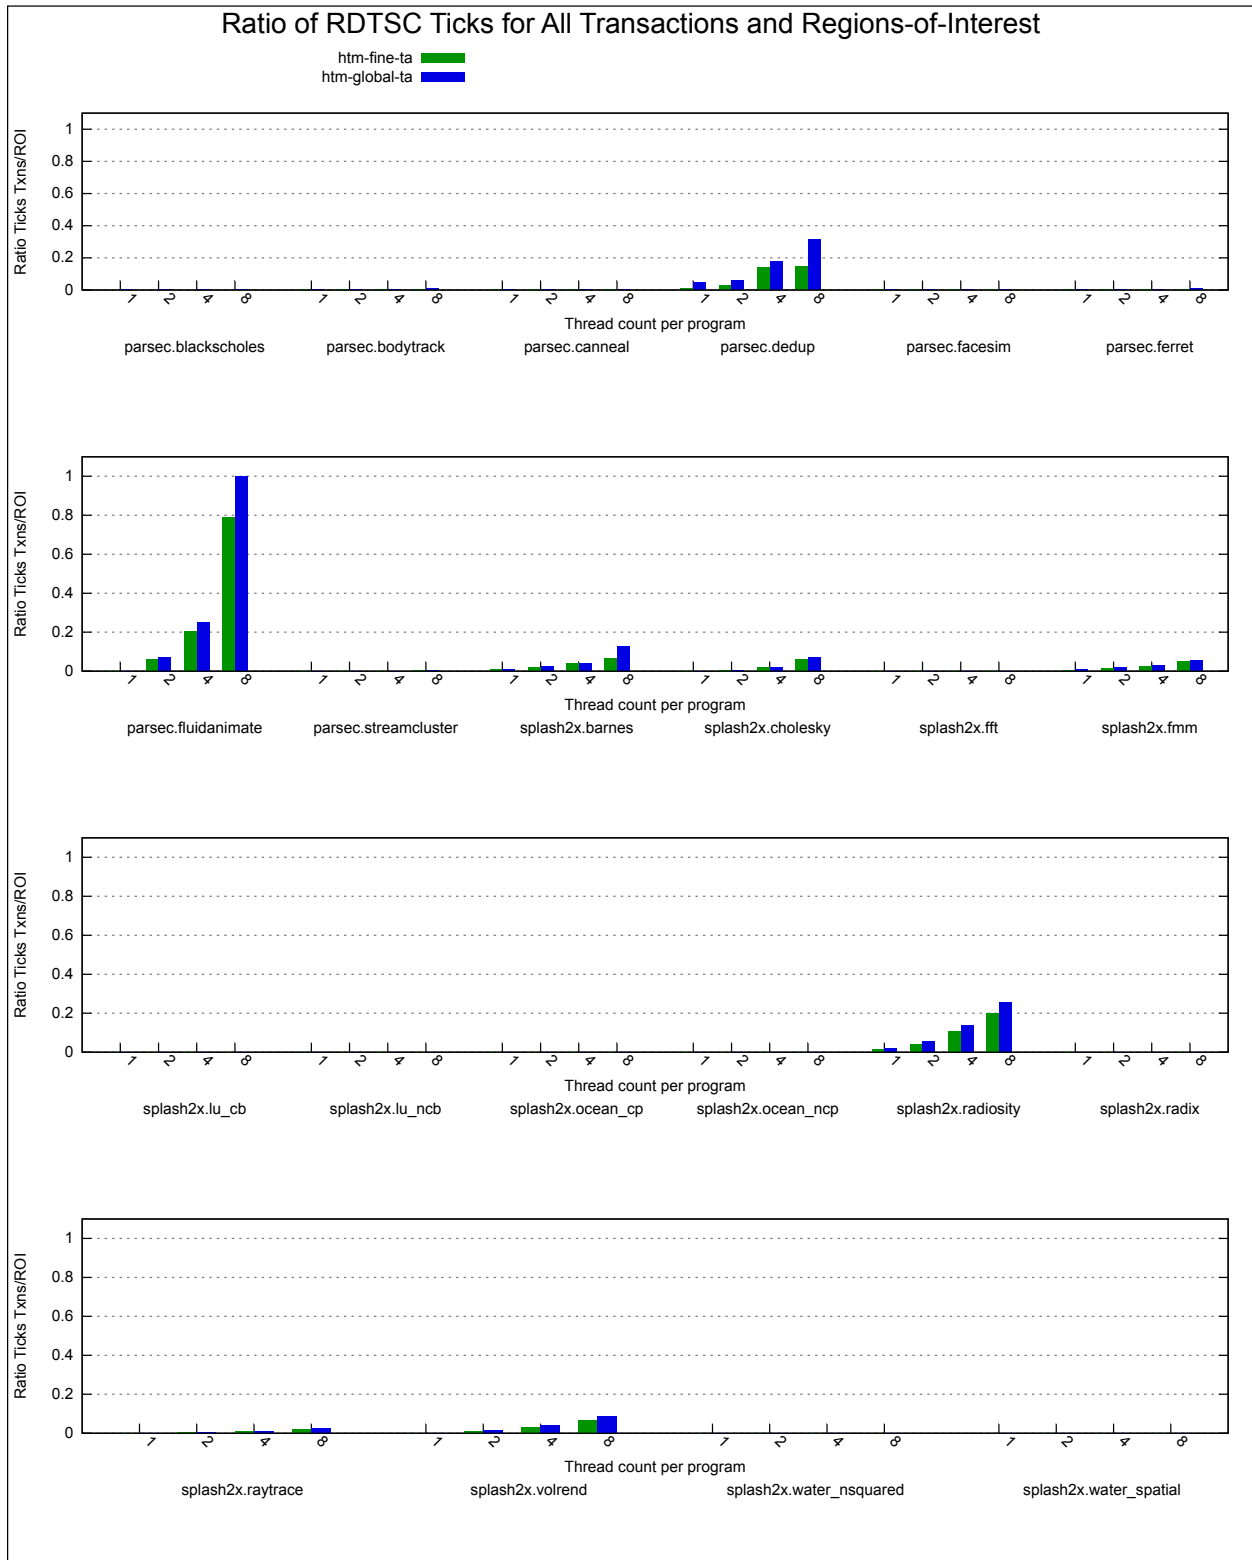 Ratio of RDTSC Ticks for All Transactions and Regions-of-Interest
htm-fine-ta
htm-global-ta
Ratio Ticks Txns/ROI
1
0.8
0.6
0.4
0.2
0
1 2 4 8 1 2 4 8 1 2 4 8 1 2 4 8 1 2 4 8 1 2 4 8
Thread count per program
parsec.blackscholes parsec.bodytrack parsec.canneal parsec.dedup parsec.facesim parsec.ferret
Ratio Ticks Txns/ROI
1
0.8
0.6
0.4
0.2
0
1 2 4 8 1 2 4 8 1 2 4 8 1 2 4 8 1 2 4 8 1 2 4 8
Thread count per program
parsec.fluidanimate parsec.streamcluster splash2x.barnes splash2x.cholesky splash2x.fft splash2x.fmm
Ratio Ticks Txns/ROI
1
0.8
0.6
0.4
0.2
0
1 2 4 8 1 2 4 8 1 2 4 8 1 2 4 8 1 2 4 8 1 2 4 8
Thread count per program
splash2x.lu_cb splash2x.lu_ncb splash2x.ocean_cp splash2x.ocean_ncp splash2x.radiosity splash2x.radix
Ratio Ticks Txns/ROI
1
0.8
0.6
0.4
0.2
0
1 2 4 8 1 2 4 8 1 2 4 8 1 2 4 8
Thread count per program
splash2x.raytrace splash2x.volrend splash2x.water_nsquared splash2x.water_spatial